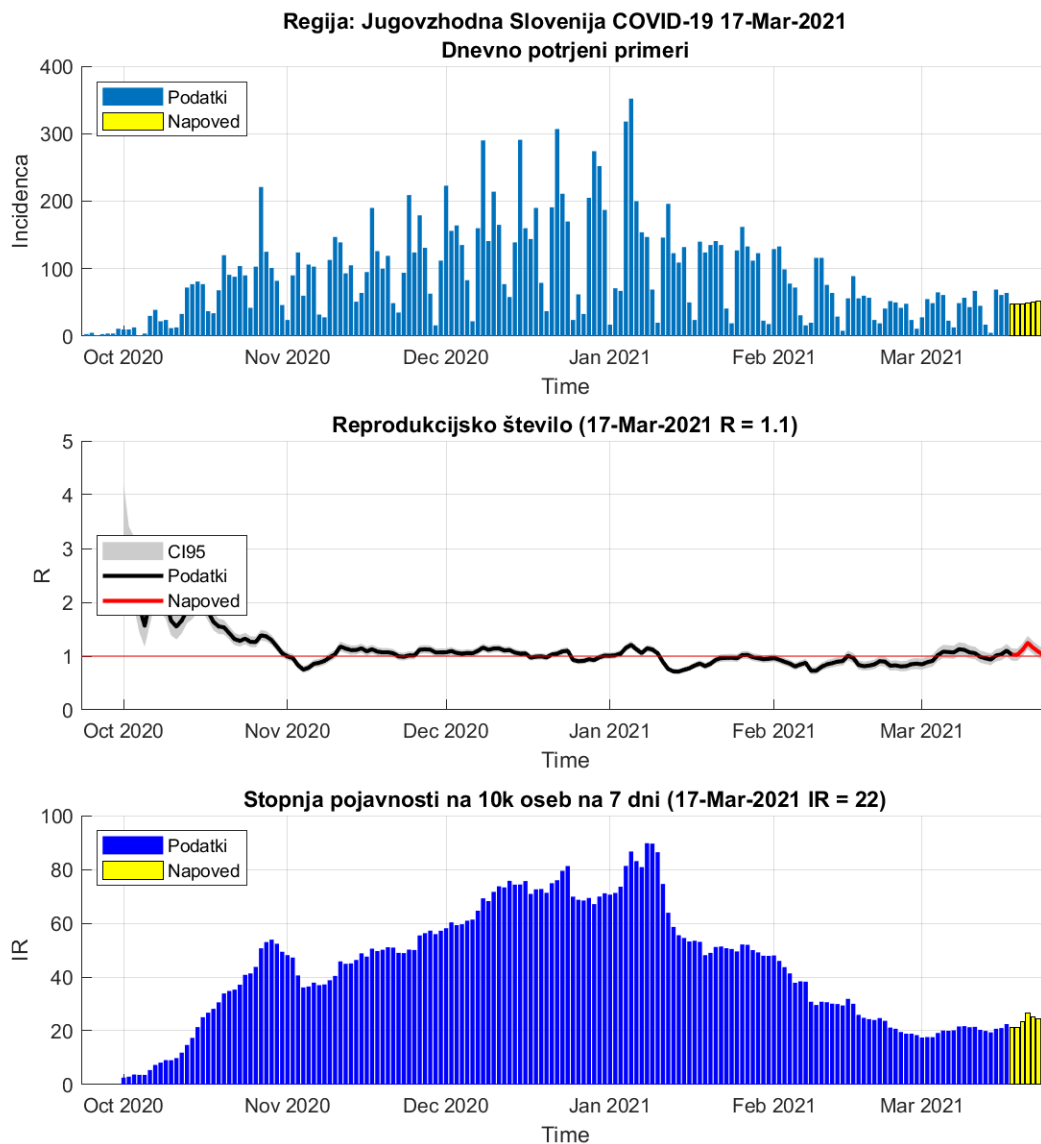 Regija: Jugovzhodna Slovenija COVID-19 17-Mar-2021
Dnevno potrjeni primeri
400
300
200
100
0
Incidenca
Podatki
Napoved
Oct 2020 Nov 2020 Dec 2020 Jan 2021 Feb 2021 Mar 2021
Time
Reprodukcijsko število (17-Mar-2021 R = 1.1)
5
4
3
2
1
0
R
CI95
Podatki
Napoved
Oct 2020 Nov 2020 Dec 2020 Jan 2021 Feb 2021 Mar 2021
Time
Stopnja pojavnosti na 10k oseb na 7 dni (17-Mar-2021 IR = 22)
100
80
60
40
20
0
IR
Podatki
Napoved
Oct 2020 Nov 2020 Dec 2020 Jan 2021 Feb 2021 Mar 2021
Time